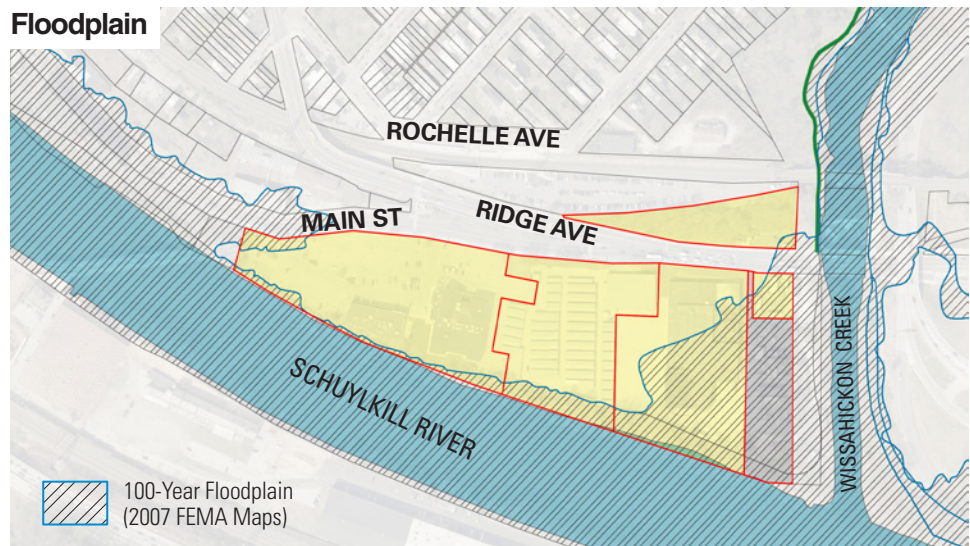 Floodplain
ROCHELLE AVE
MAIN ST
RIDGE AVE
SCHUYLKILL RIVER
WISSAHICKON CREEK
100-Year Floodplain
(2007 FEMA Maps)